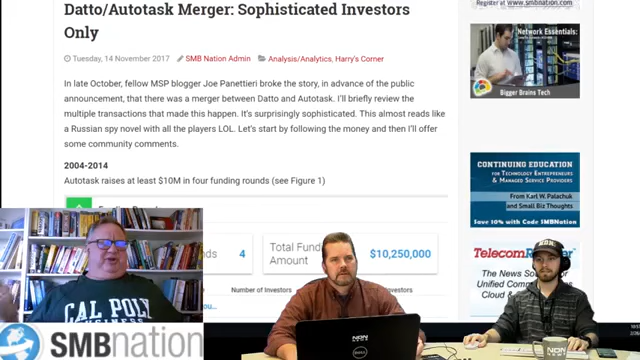 Register at www.smbnation.com
Datto/Autotask Merger: Sophisticated Investors
Only
Tuesday, 14 November 2017 SMB Nation Admin Analysis/Analytics, Harry's Corner
In late October, fellow MSP blogger Joe Panettieri broke the story, in advance of the public
announcement, that there was a merger between Datto and Autotask. I'll briefly review the
multiple transactions that made this happen. It's surprisingly sophisticated. This almost reads like
a Russian spy novel with all the players LOL. Let's start by following the money and then I'll offer
some community comments.
2004-2014
Autotask raises at least $10M in four funding rounds (see Figure 1)
4
Total
Amount
$10,250,000
Number of Investors
Network Essentials:
Bigger Brains Tech
CONTINUING EDUCATION
FOR TECHNOLOGY ENTREPRENEURS
& MANAGED SERVICE PROVIDERS
From Karl W. Palachuk
and Small Biz Thoughts
Save 10% with Code SMBNation
Telecom
The News
Unified Comm
Cloud &
CAL POLY
DELL
SMBnation